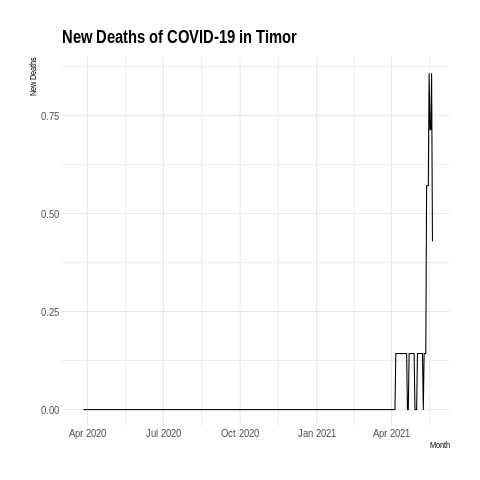 New Deaths of COVID-19 in Timor
New Deaths
0.75
0.50
0.25
0.00
Apr 2020 Jul 2020 Oct 2020 Jan 2021 Apr 2021
Month